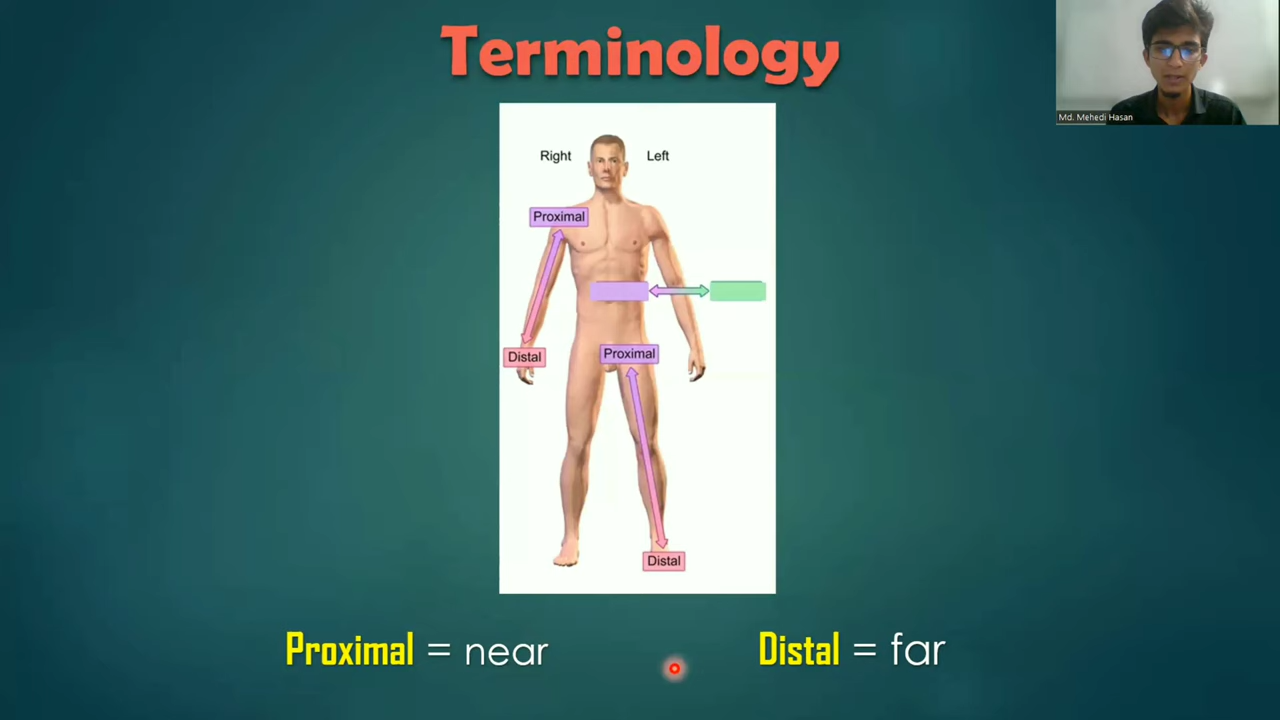 Terminology
Md. Mehedi Hasan
Right Left
Proximal
Distal
Proximal
Distal
Proximal = near
Distal = far